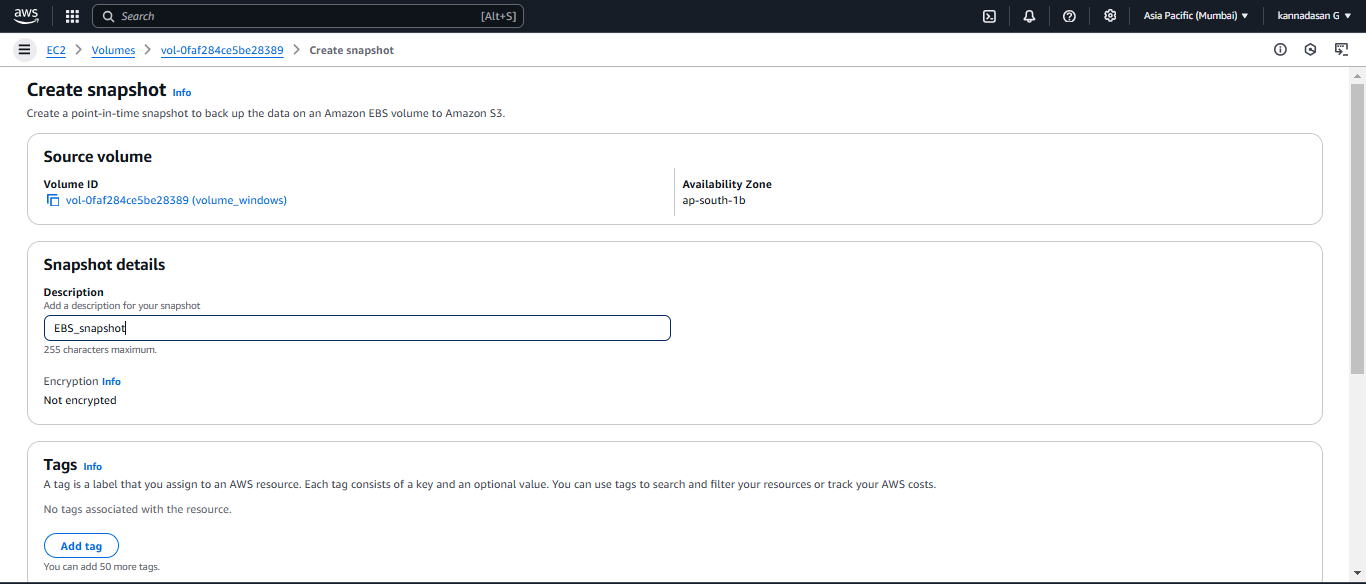 aws Search [Alt+S] Asia Pacific (Mumbai) kannadasan G
EC2 Volumes vol-0faf284ce5be28389 Create snapshot
Create snapshot Info
Create a point-in-time snapshot to back up the data on an Amazon EBS volume to Amazon S3.
Source volume
Volume ID
vol-0faf284ce5be28389 (volume_windows)
Availability Zone
ap-south-1b
Snapshot details
Description
Add a description for your snapshot
EBS_snapshot
255 characters maximum.
Encryption Info
Not encrypted
Tags Info
A tag is a label that you assign to an AWS resource. Each tag consists of a key and an optional value. You can use tags to search and filter your resources or track your AWS costs.
No tags associated with the resource.
Add tag
You can add 50 more tags.